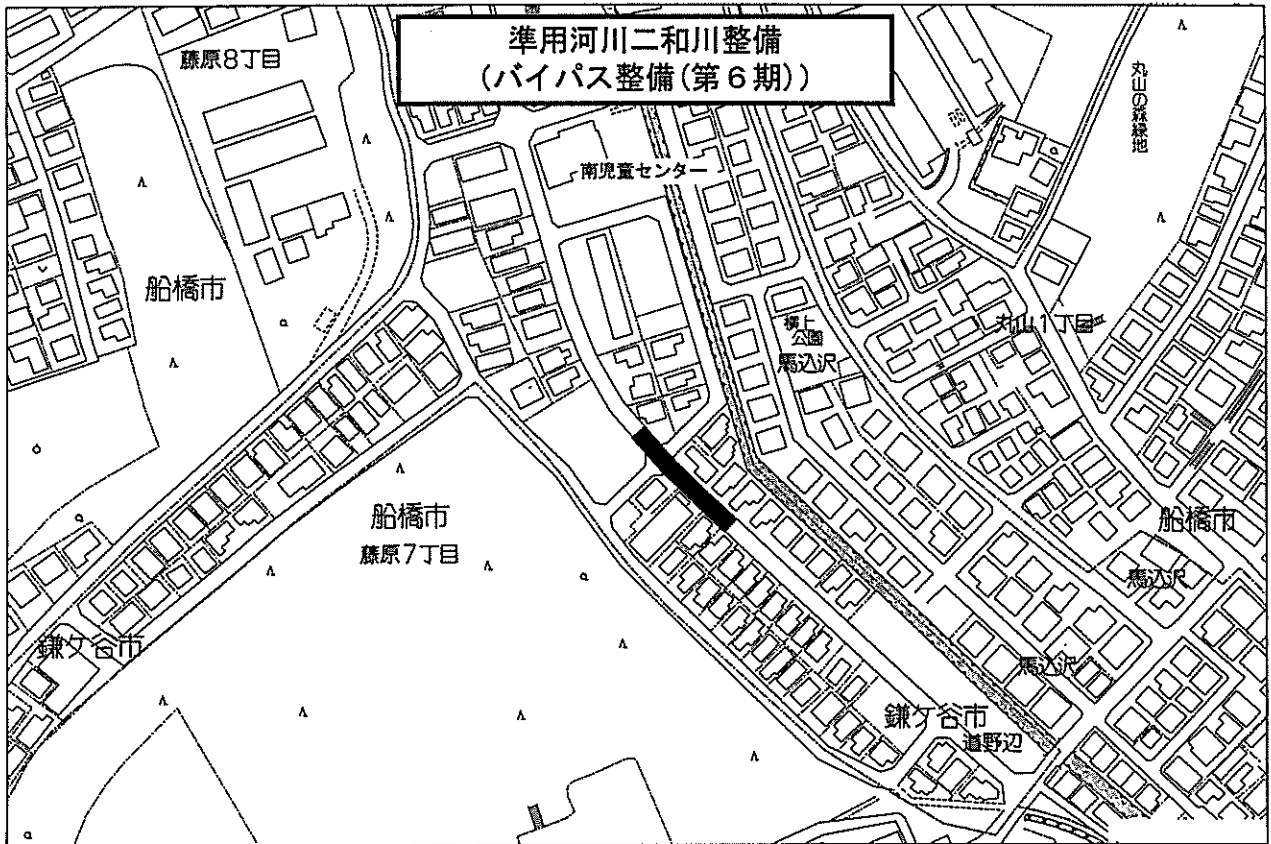 準用河川二和川整備
(バイパス整備(第6期))
藤原8丁目
丸山の森緑地
南児童センター
船橋市
横上
公園
丸山1丁目
馬込沢
船橋市
藤原7丁目
船橋市
馬込沢
鎌ケ谷市
馬込沢
鎌ケ谷市
道野辺